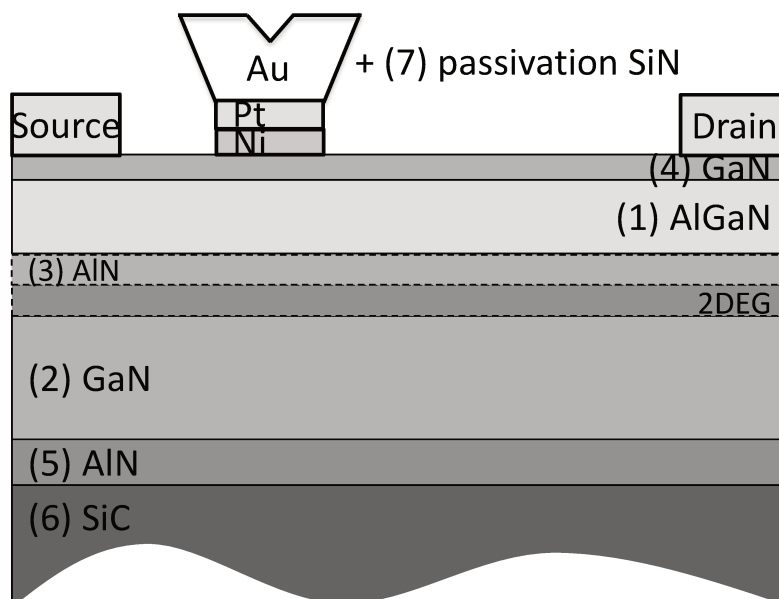 Au
+ (7) passivation SiN
Pt
Source
Drain
Ni
(4) GaN
(1) AlGaN
(3) AlN
2DEG
(2) GaN
(5) AlN
(6) SiC